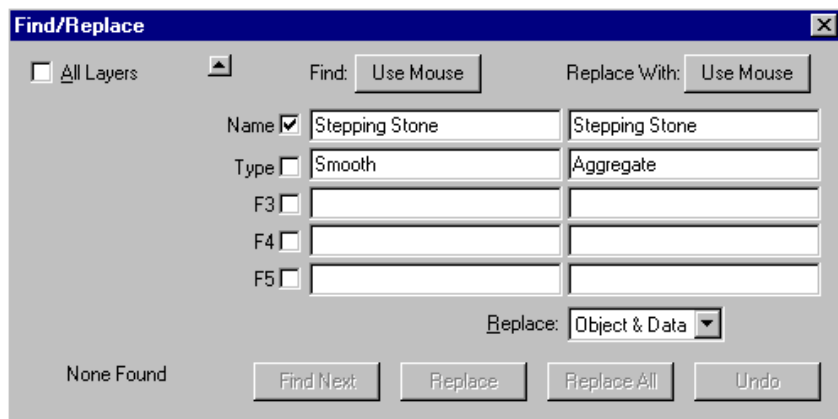 Find/Replace
All Layers Find: Use Mouse Replace With: Use Mouse
Name Stepping Stone Stepping Stone
Type Smooth Aggregate
F3
F4
F5
Replace: Object & Data
None Found Find Next Replace Replace All Undo